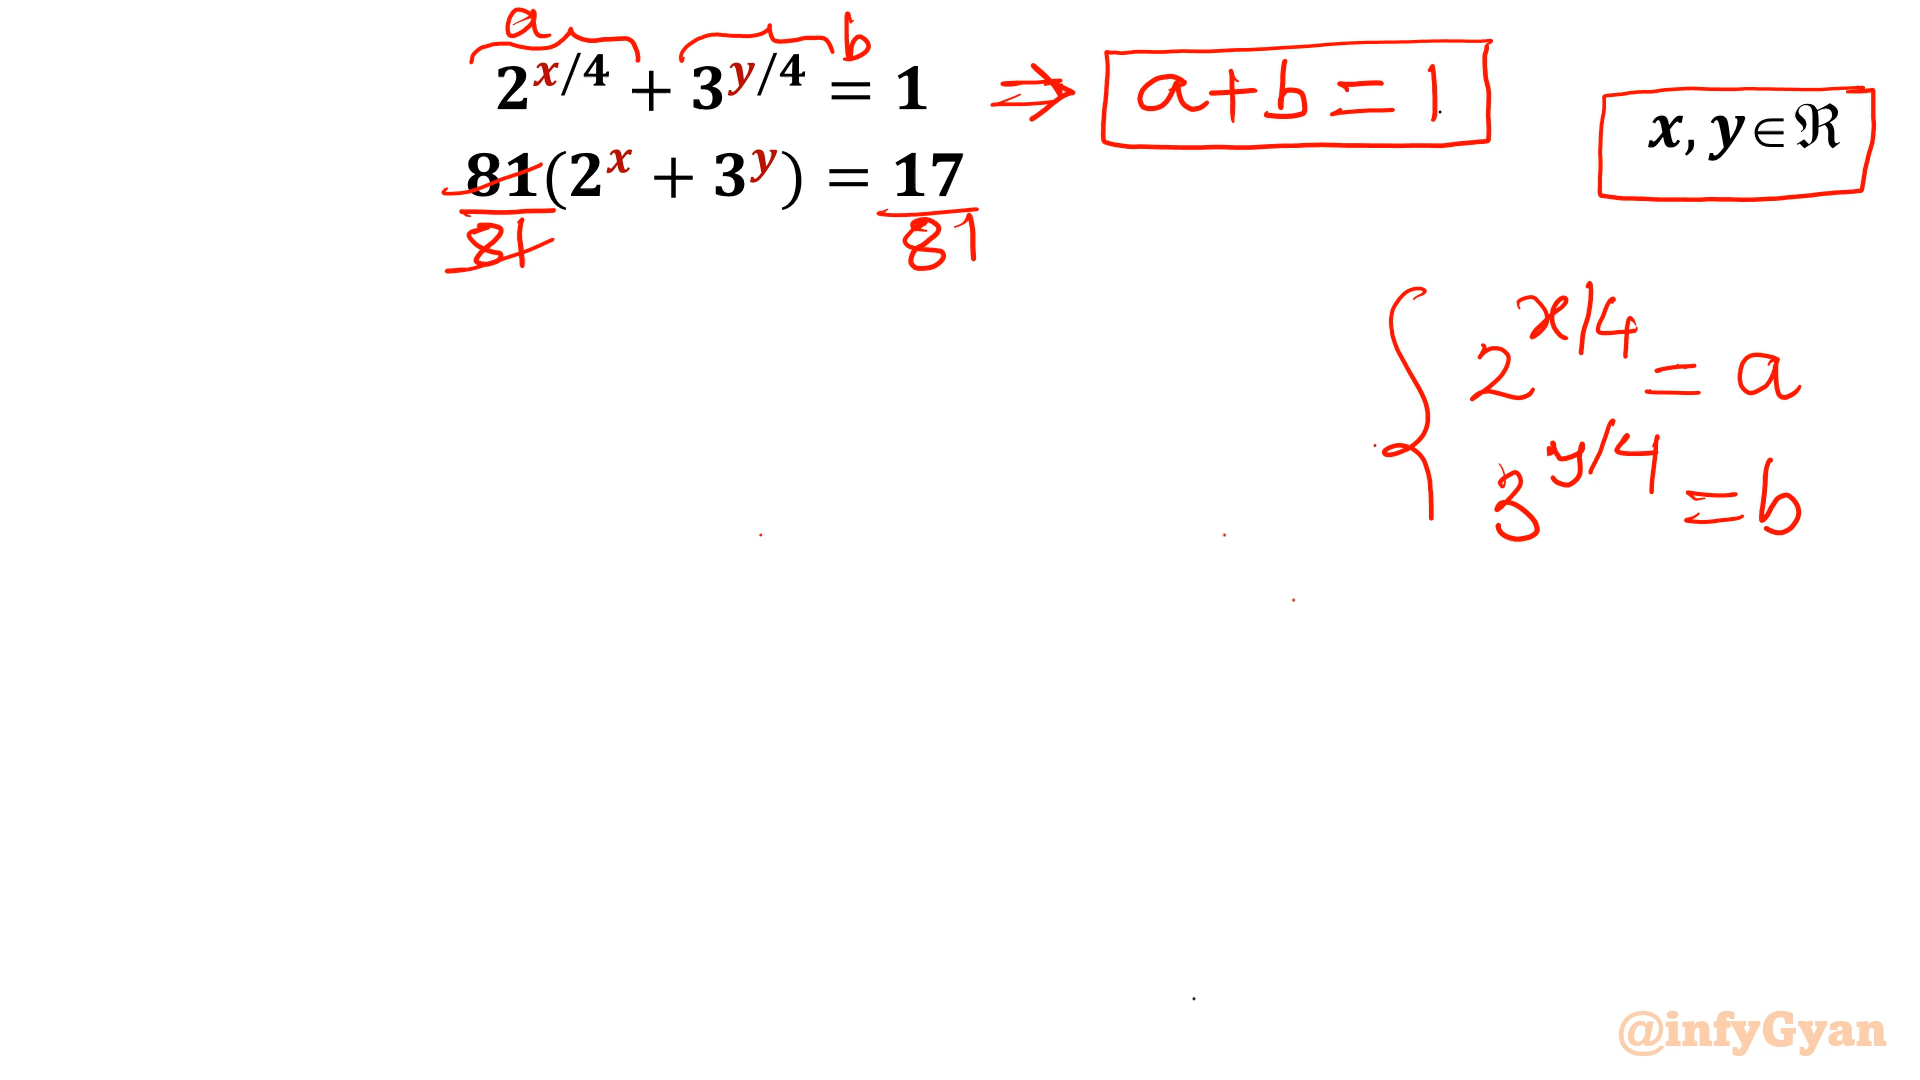 a b
2^{x/4} + 3^{y/4} = 1 ⇒ a+b=1
x, y ∈ ℜ
81(2^x + 3^y) = 17
81 81
2^{x/4} = a
3^{y/4} = b
@infyGyan